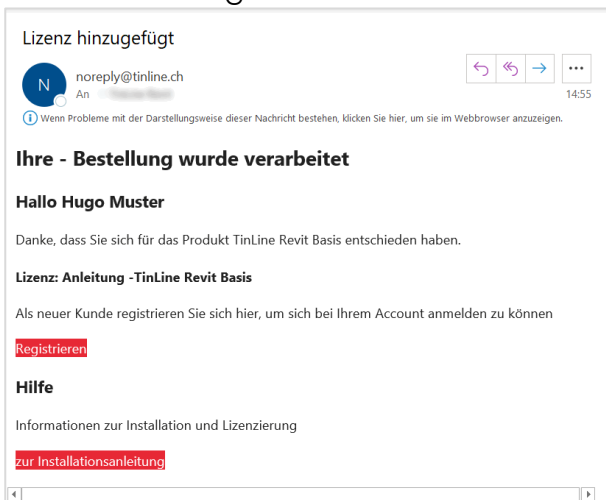 Lizenz hinzugefügt
N
noreply@tinline.ch
An
14:55
Wenn Probleme mit der Darstellungsweise dieser Nachricht bestehen, klicken Sie hier, um sie im Webbrowser anzuzeigen.
Ihre - Bestellung wurde verarbeitet
Hallo Hugo Muster
Danke, dass Sie sich für das Produkt TinLine Revit Basis entschieden haben.
Lizenz: Anleitung -TinLine Revit Basis
Als neuer Kunde registrieren Sie sich hier, um sich bei Ihrem Account anmelden zu können
Registrieren
Hilfe
Informationen zur Installation und Lizenzierung
zur Installationsanleitung